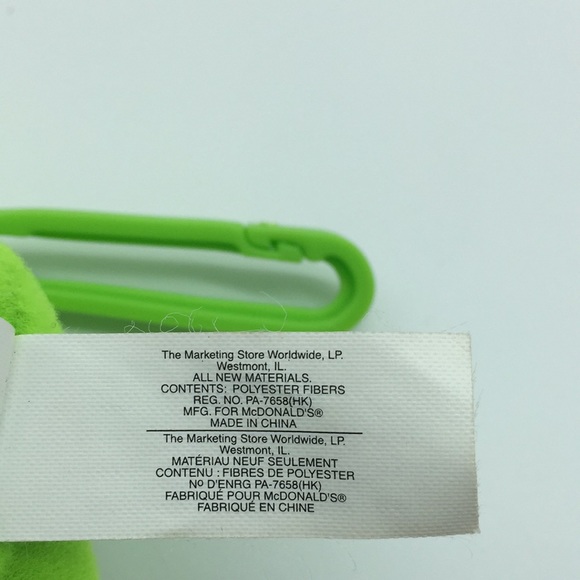 The Marketing Store Worldwide, LP.
Westmont, IL.
ALL NEW MATERIALS.
CONTENTS: POLYESTER FIBERS
REG. NO. PA-7658(HK)
MFG. FOR McDONALD'S®
MADE IN CHINA
The Marketing Store Worldwide, LP.
Westmont, IL.
MATÉRIAU NEUF SEULEMENT
CONTENU : FIBRES DE POLYESTER
Nº D'ENRG PA-7658(HK)
FABRIQUÉ POUR McDONALD'S®
FABRIQUÉ EN CHINE